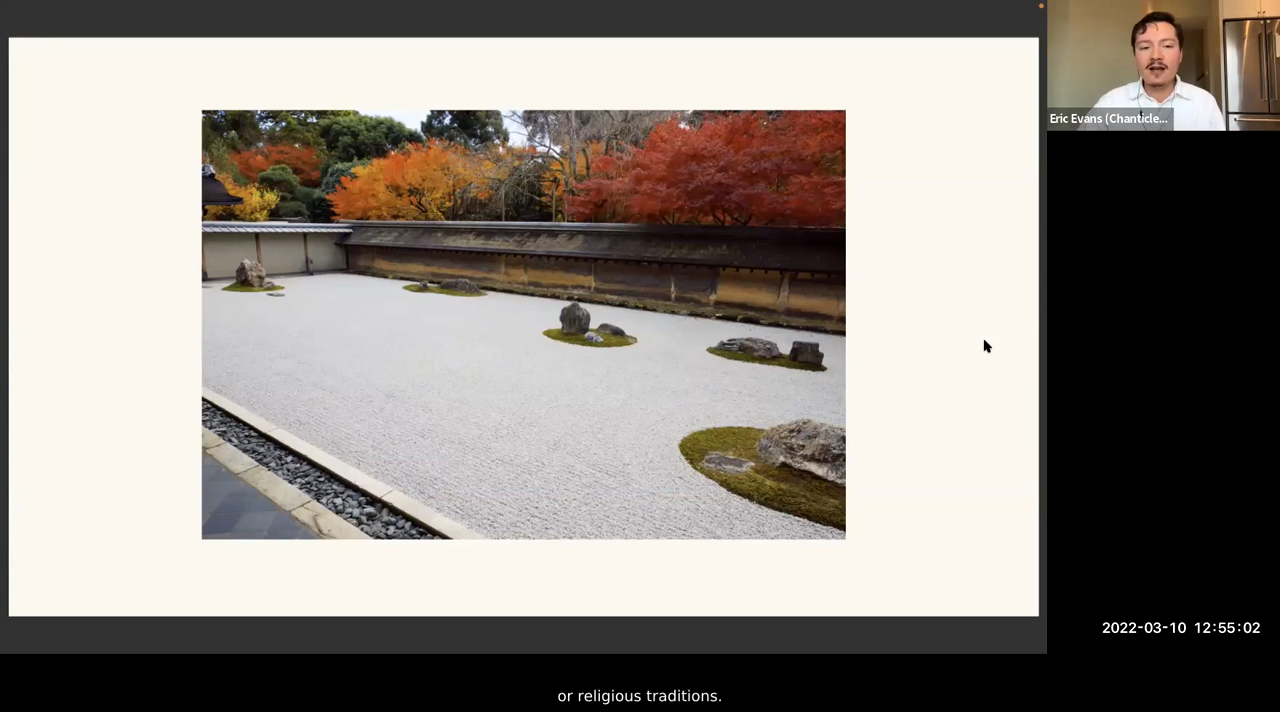 Eric Evans (Chanticle...
2022-03-10 12:55:02
or religious traditions.